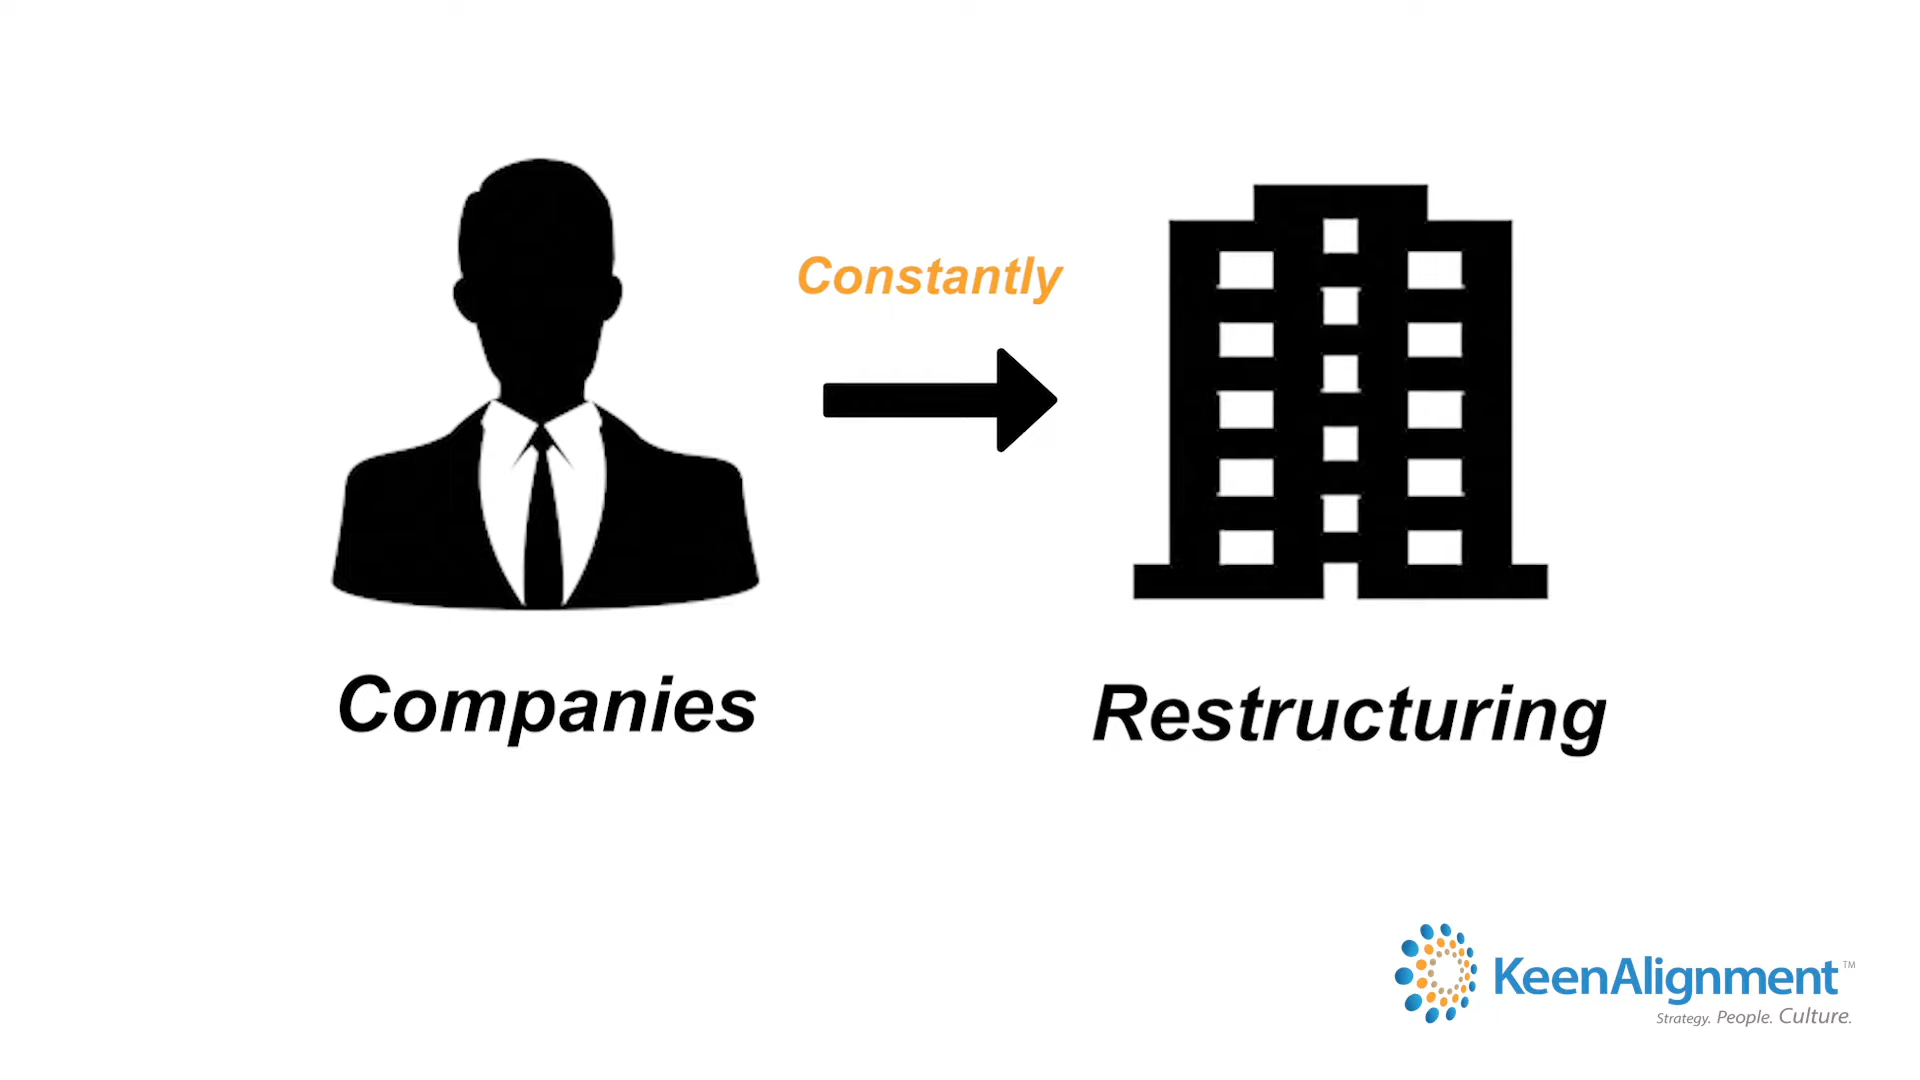 Constantly
Companies
Restructuring
KeenAlignment™
Strategy. People. Culture.